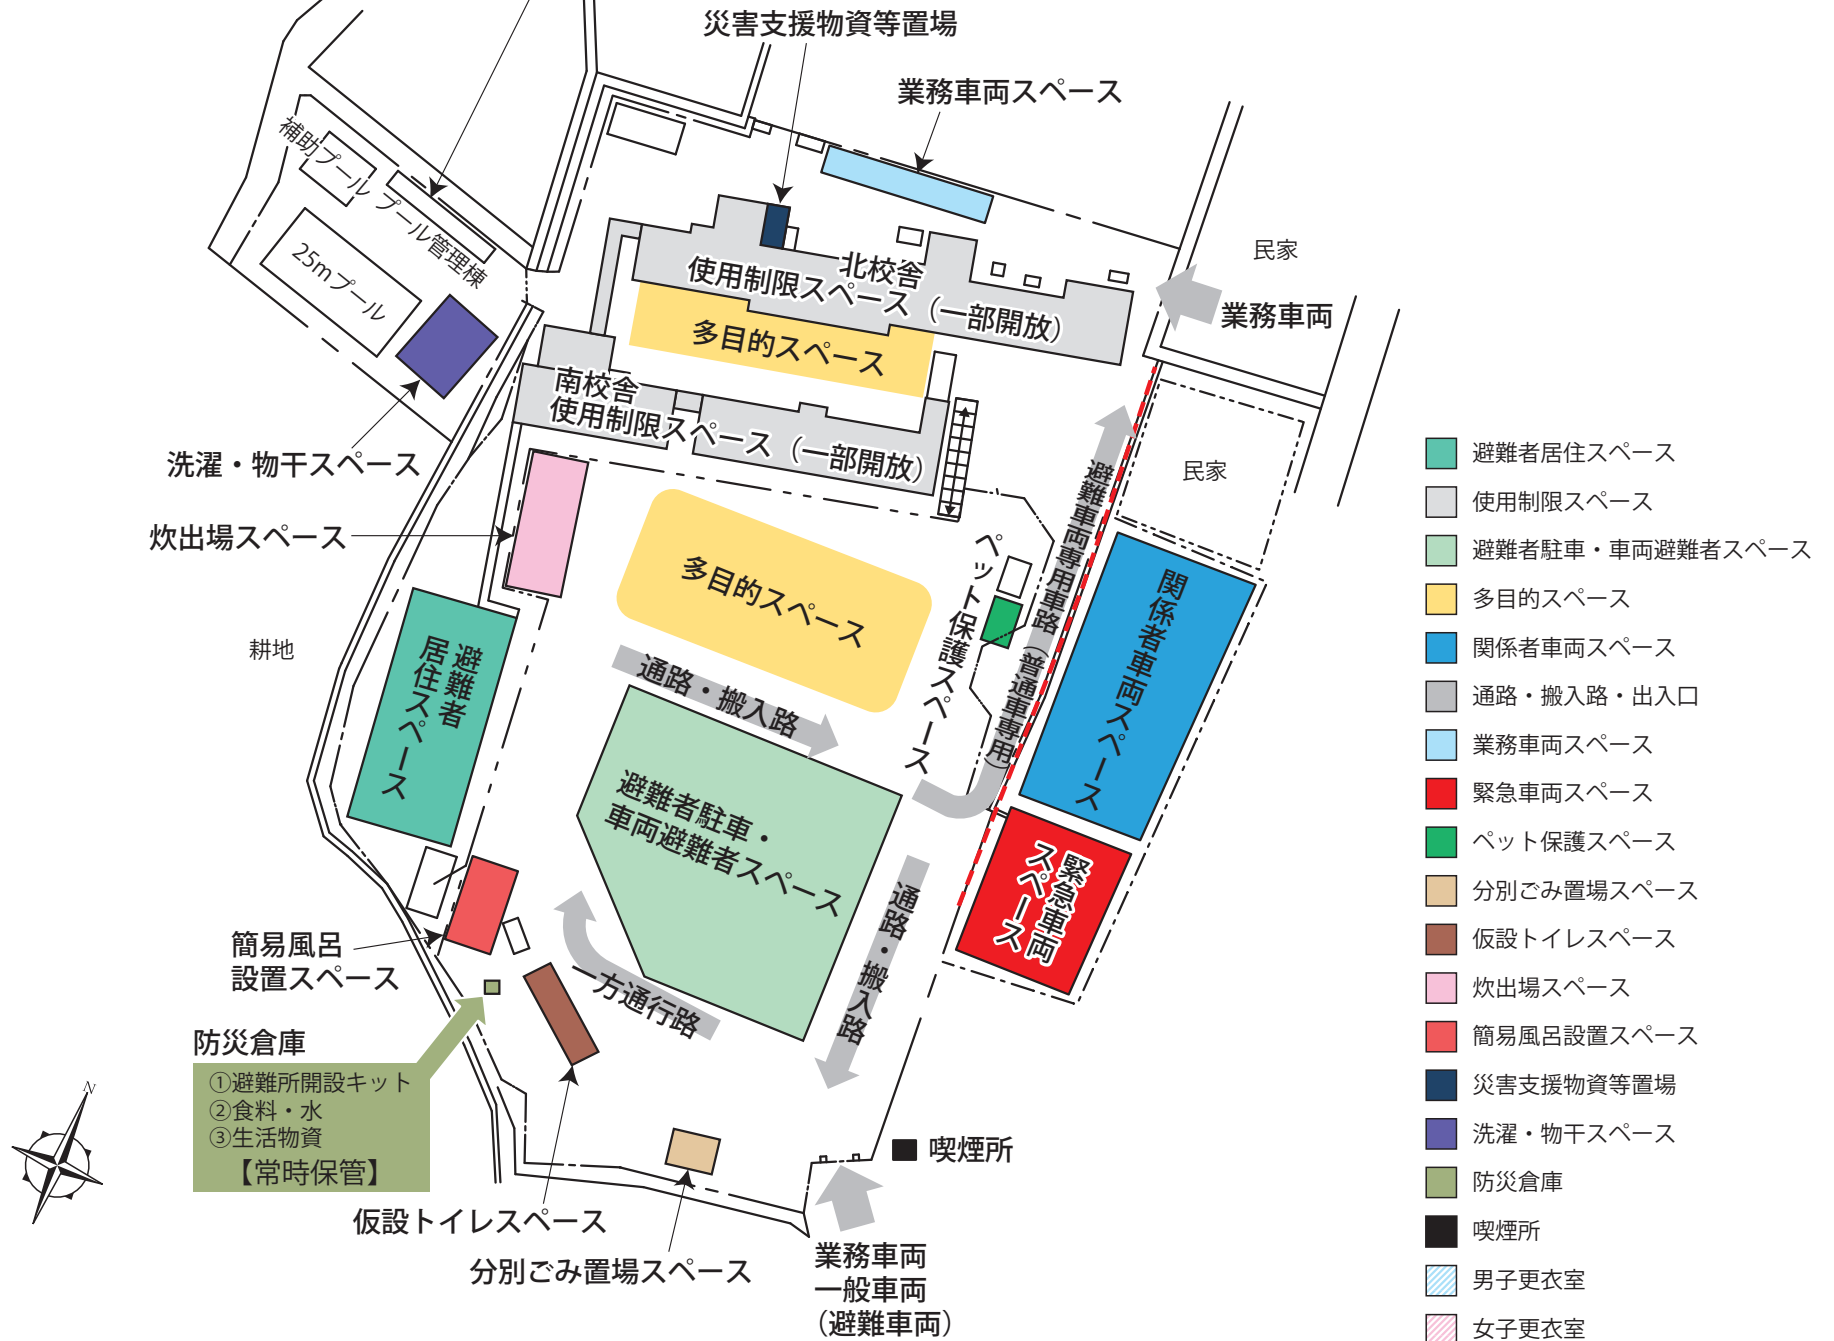 災害支援物資等置場
業務車両スペース
補助プール
プール管理棟
25mプール
民家
北校舎
使用制限スペース（一部開放）
業務車両
多目的スペース
南校舎
使用制限スペース（一部開放）
洗濯・物干スペース
民家
炊出場スペース
避難車両専用車路（普通車専用）
ペット保護スペース
多目的スペース
関係者車両スペース
耕地
避難者
居住スペース
通路・搬入路
避難者駐車・
車両避難者スペース
緊急車両
スペース
通路・搬入路
簡易風呂
設置スペース
一方通行路
防災倉庫
①避難所開設キット
②食料・水
③生活物資
【常時保管】
N
喫煙所
仮設トイレスペース
分別ごみ置場スペース
業務車両
一般車両
（避難車両）
避難者居住スペース
使用制限スペース
避難者駐車・車両避難者スペース
多目的スペース
関係者車両スペース
通路・搬入路・出入口
業務車両スペース
緊急車両スペース
ペット保護スペース
分別ごみ置場スペース
仮設トイレスペース
炊出場スペース
簡易風呂設置スペース
災害支援物資等置場
洗濯・物干スペース
防災倉庫
喫煙所
男子更衣室
女子更衣室